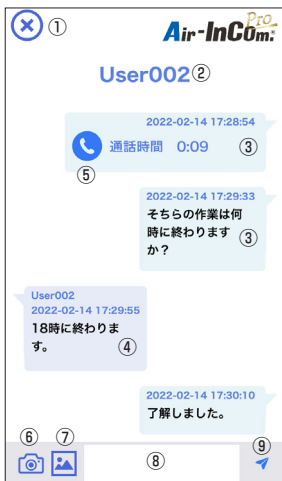 ① Air-InCom® Pro
User002②
2022-02-14 17:28:54
通話時間 0:09 ③
⑤
2022-02-14 17:29:33
そちらの作業は何
時に終わります
か？
③
User002
2022-02-14 17:29:55
18時に終わりま
す。
④
2022-02-14 17:30:10
了解しました。
⑥ ⑦ ⑧ ⑨